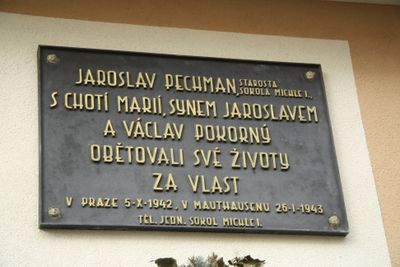 JAROSLAV PECHMAN, STAROSTA SOKOLA MICHLE I.,
S CHOTÍ MARIÍ, SYNEM JAROSLAVEM
A VÁCLAV POKORNÝ
OBĚTOVALI SVÉ ŽIVOTY
ZA VLAST
V PRAZE 5-X-1942, V MAUTHAUSENU 26-1-1943
TĚL. JEDN. SOKOL MICHLE I.